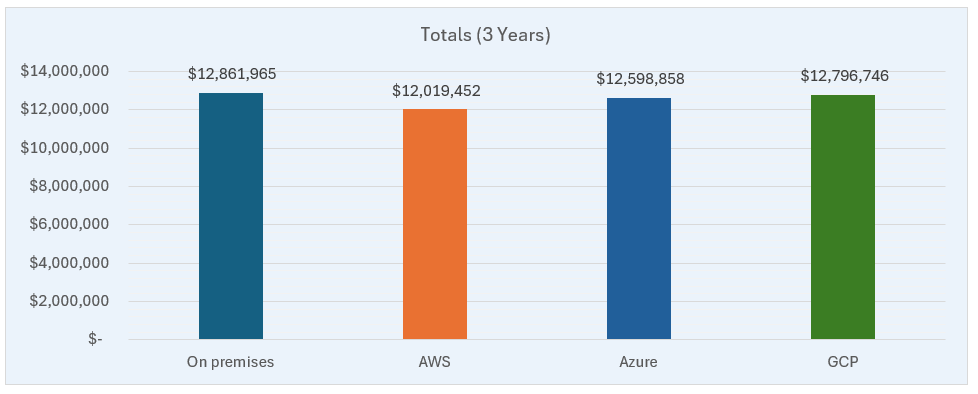 Totals (3 Years)
$14,000,000
$12,000,000
$10,000,000
$8,000,000
$6,000,000
$4,000,000
$2,000,000
$-
$12,861,965
$12,019,452
$12,598,858
$12,796,746
On premises
AWS
Azure
GCP